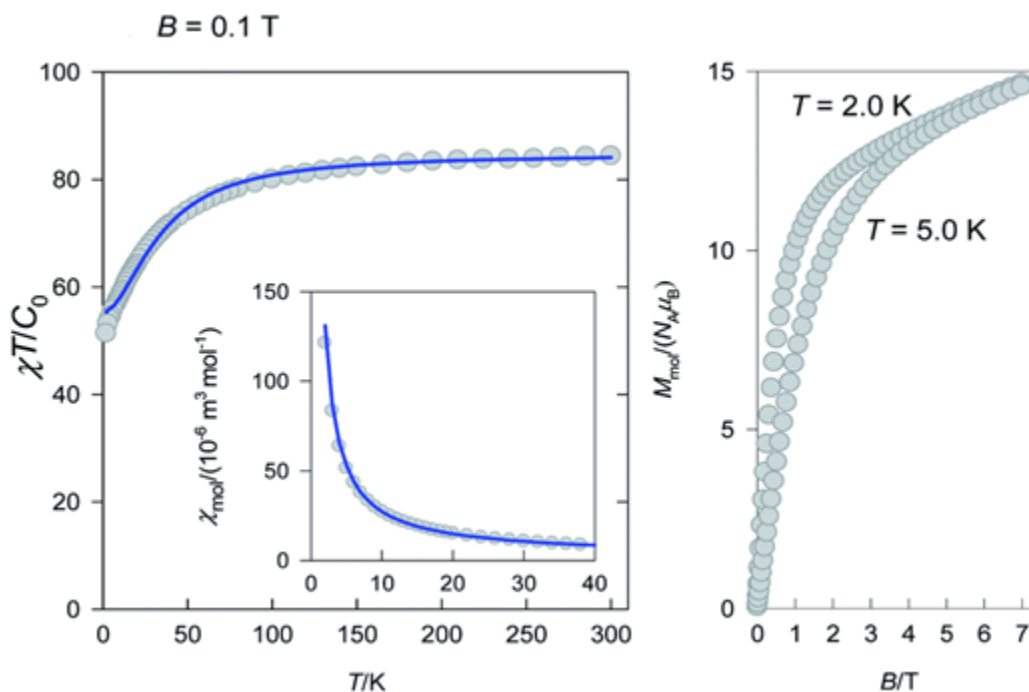 B = 0.1 T
100
80
60
40
20
0
χT/C₀
0 50 100 150 200 250 300
T/K
150
100
50
0
χmol/(10⁻⁶ m³ mol⁻¹)
0 10 20 30 40
15
10
5
0
Mmol/(NAμB)
T = 2.0 K
T = 5.0 K
0 1 2 3 4 5 6 7
B/T